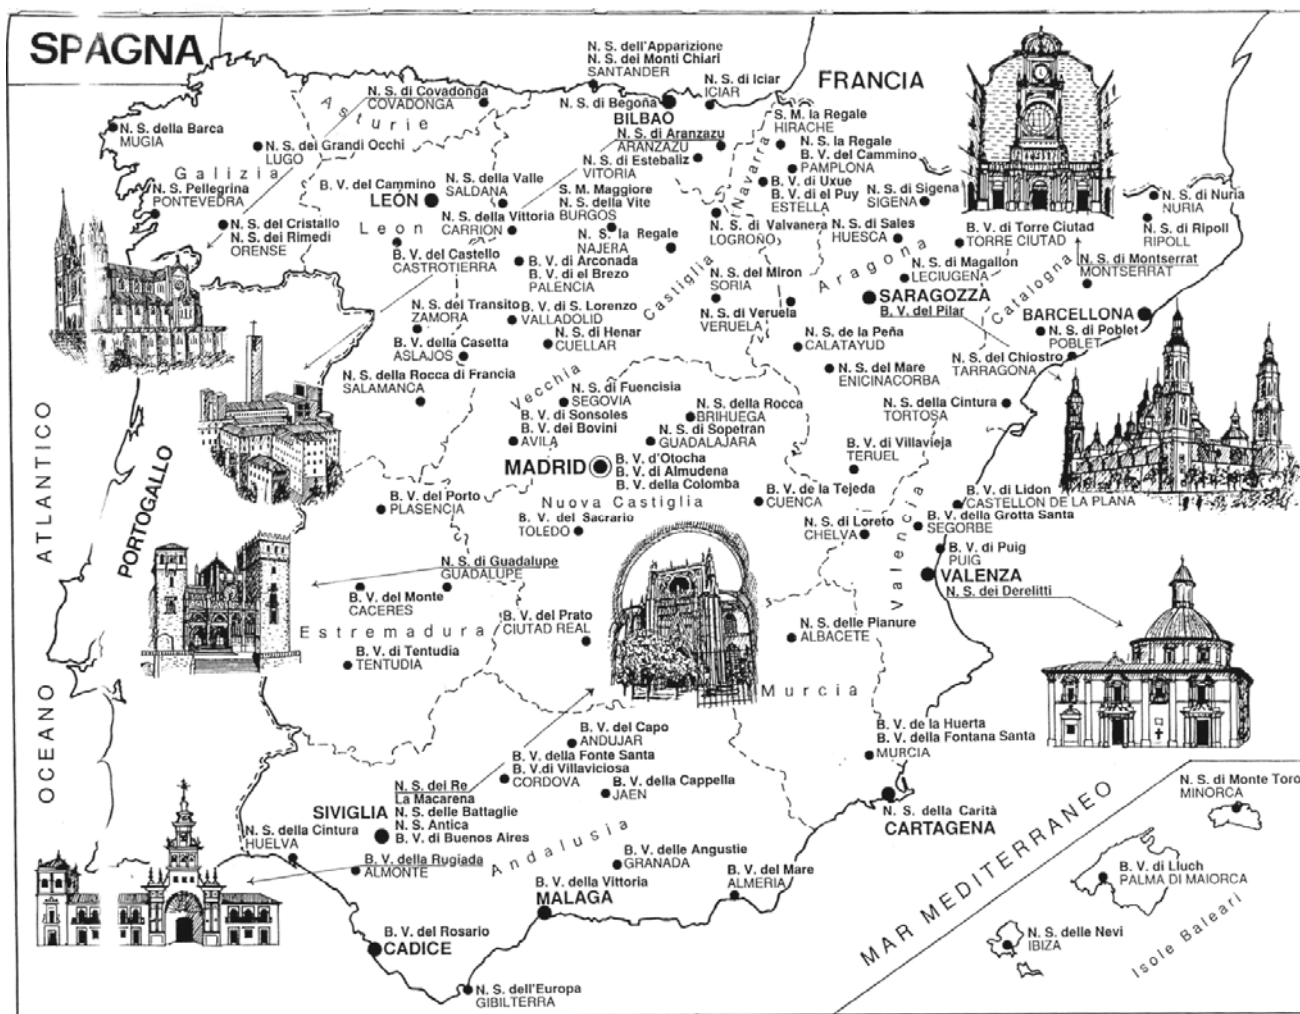 SPAGNA
N. S. dell'Apparizione
N. S. dei Monti Chiari
SANTANDER
N. S. di Iciar
ICIAR
FRANCIA
N. S. di Covadonga
COVADONGA
Asturie
N. S. di Begoña
BILBAO
N. S. della Barca
MUGIA
N. S. dei Grandi Occhi
LUGO
Galizia
N. S. di Aranzazu
ARANZAZU
N. S. di Estebaliz
VITORIA
S. M. la Regale
HIRACHE
N. S. la Regale
B. V. del Cammino
PAMPLONA
Navarra
B. V. di Uxue
B. V. di el Puy
ESTELLA
N. S. Pellegrina
PONTEVEDRA
B. V. del Cammino
LEÓN
N. S. della Valle
SALDANA
S. M. Maggiore
N. S. della Vite
BURGOS
N. S. di Sigena
SIGENA
N. S. di Nuria
NURIA
N. S. del Cristallo
N. S. dei Rimedi
ORENSE
Leon
N. S. della Vittoria
CARRION
N. S. la Regale
NAJERA
N. S. di Valvanera
LOGROÑO
N. S. di Sales
HUESCA
B. V. di Torre Ciutad
TORRE CIUTAD
N. S. di Ripoll
RIPOLL
B. V. del Castello
CASTROTIERRA
B. V. di Arconada
B. V. di el Brezo
PALENCIA
Castiglia
Aragona
N. S. di Magallon
LECIUGENA
N. S. di Montserrat
MONTSERRAT
N. S. del Miron
SORIA
SARAGOZZA
B. V. del Pilar
Catalogna
BARCELLONA
N. S. del Transito
ZAMORA
B. V. di S. Lorenzo
VALLADOLID
N. S. di Veruela
VERUELA
N. S. di Poblet
POBLET
B. V. della Casetta
ASLAJOS
N. S. di Henar
CUELLAR
N. S. de la Peña
CALATAYUD
N. S. del Chiostro
TARRAGONA
N. S. della Rocca di Francia
SALAMANCA
Vecchia
N. S. di Fuencisia
SEGOVIA
N. S. del Mare
ENICINACORBA
B. V. di Sonsoles
B. V. dei Bovini
AVILA
N. S. della Rocca
BRIHUEGA
N. S. di Sopetran
GUADALAJARA
N. S. della Cintura
TORTOSA
B. V. di Villavieja
TERUEL
MADRID
B. V. d'Otocha
B. V. di Almudena
B. V. della Colomba
OCEANO ATLANTICO
PORTOGALLO
B. V. del Porto
PLASENCIA
Nuova Castiglia
B. V. de la Tejeda
CUENCA
B. V. di Lidon
CASTELLON DE LA PLANA
B. V. del Sacrario
TOLEDO
N. S. di Loreto
CHELVA
Valencia
B. V. della Grotta Santa
SEGORBE
B. V. di Puig
PUIG
N. S. di Guadalupe
GUADALUPE
VALENZA
N. S. dei Derelitti
B. V. del Monte
CACERES
B. V. del Prato
CIUTAD REAL
N. S. delle Pianure
ALBACETE
Estremadura
B. V. di Tentudia
TENTUDIA
Murcia
B. V. del Capo
ANDUJAR
B. V. de la Huerta
B. V. della Fontana Santa
MURCIA
B. V. della Fonte Santa
B. V.di Villaviciosa
CORDOVA
N. S. dei Re
La Macarena
N. S. delle Battaglie
N. S. Antica
B. V. di Buenos Aires
SIVIGLIA
B. V. della Cappella
JAEN
N. S. della Carità
CARTAGENA
N. S. di Monte Toro
MINORCA
N. S. della Cintura
HUELVA
Andalusia
B. V. della Rugiada
ALMONTE
B. V. delle Angustie
GRANADA
B. V. del Mare
ALMERIA
MAR MEDITERRANEO
B. V. di Lluch
PALMA DI MAIORCA
B. V. della Vittoria
MALAGA
B. V. del Rosario
CADICE
N. S. delle Nevi
IBIZA
Isole Baleari
N. S. dell'Europa
GIBILTERRA